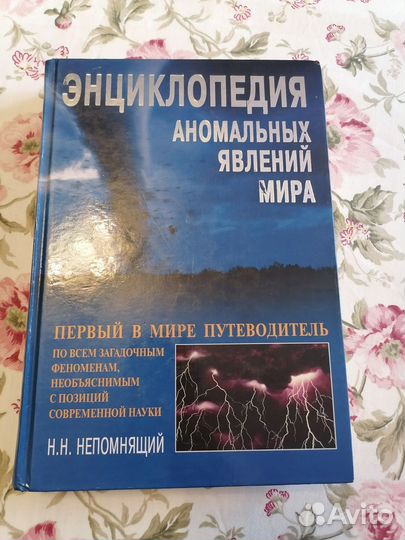 ЭНЦИКЛОПЕДИЯ
АНОМАЛЬНЫХ
ЯВЛЕНИЙ
МИРА
ПЕРВЫЙ В МИРЕ ПУТЕВОДИТЕЛЬ
ПО ВСЕМ ЗАГАДОЧНЫМ
ФЕНОМЕНАМ,
НЕОБЪЯСНИМЫМ
С ПОЗИЦИЙ
СОВРЕМЕННОЙ НАУКИ
Н.Н. НЕПОМНЯЩИЙ
Avito